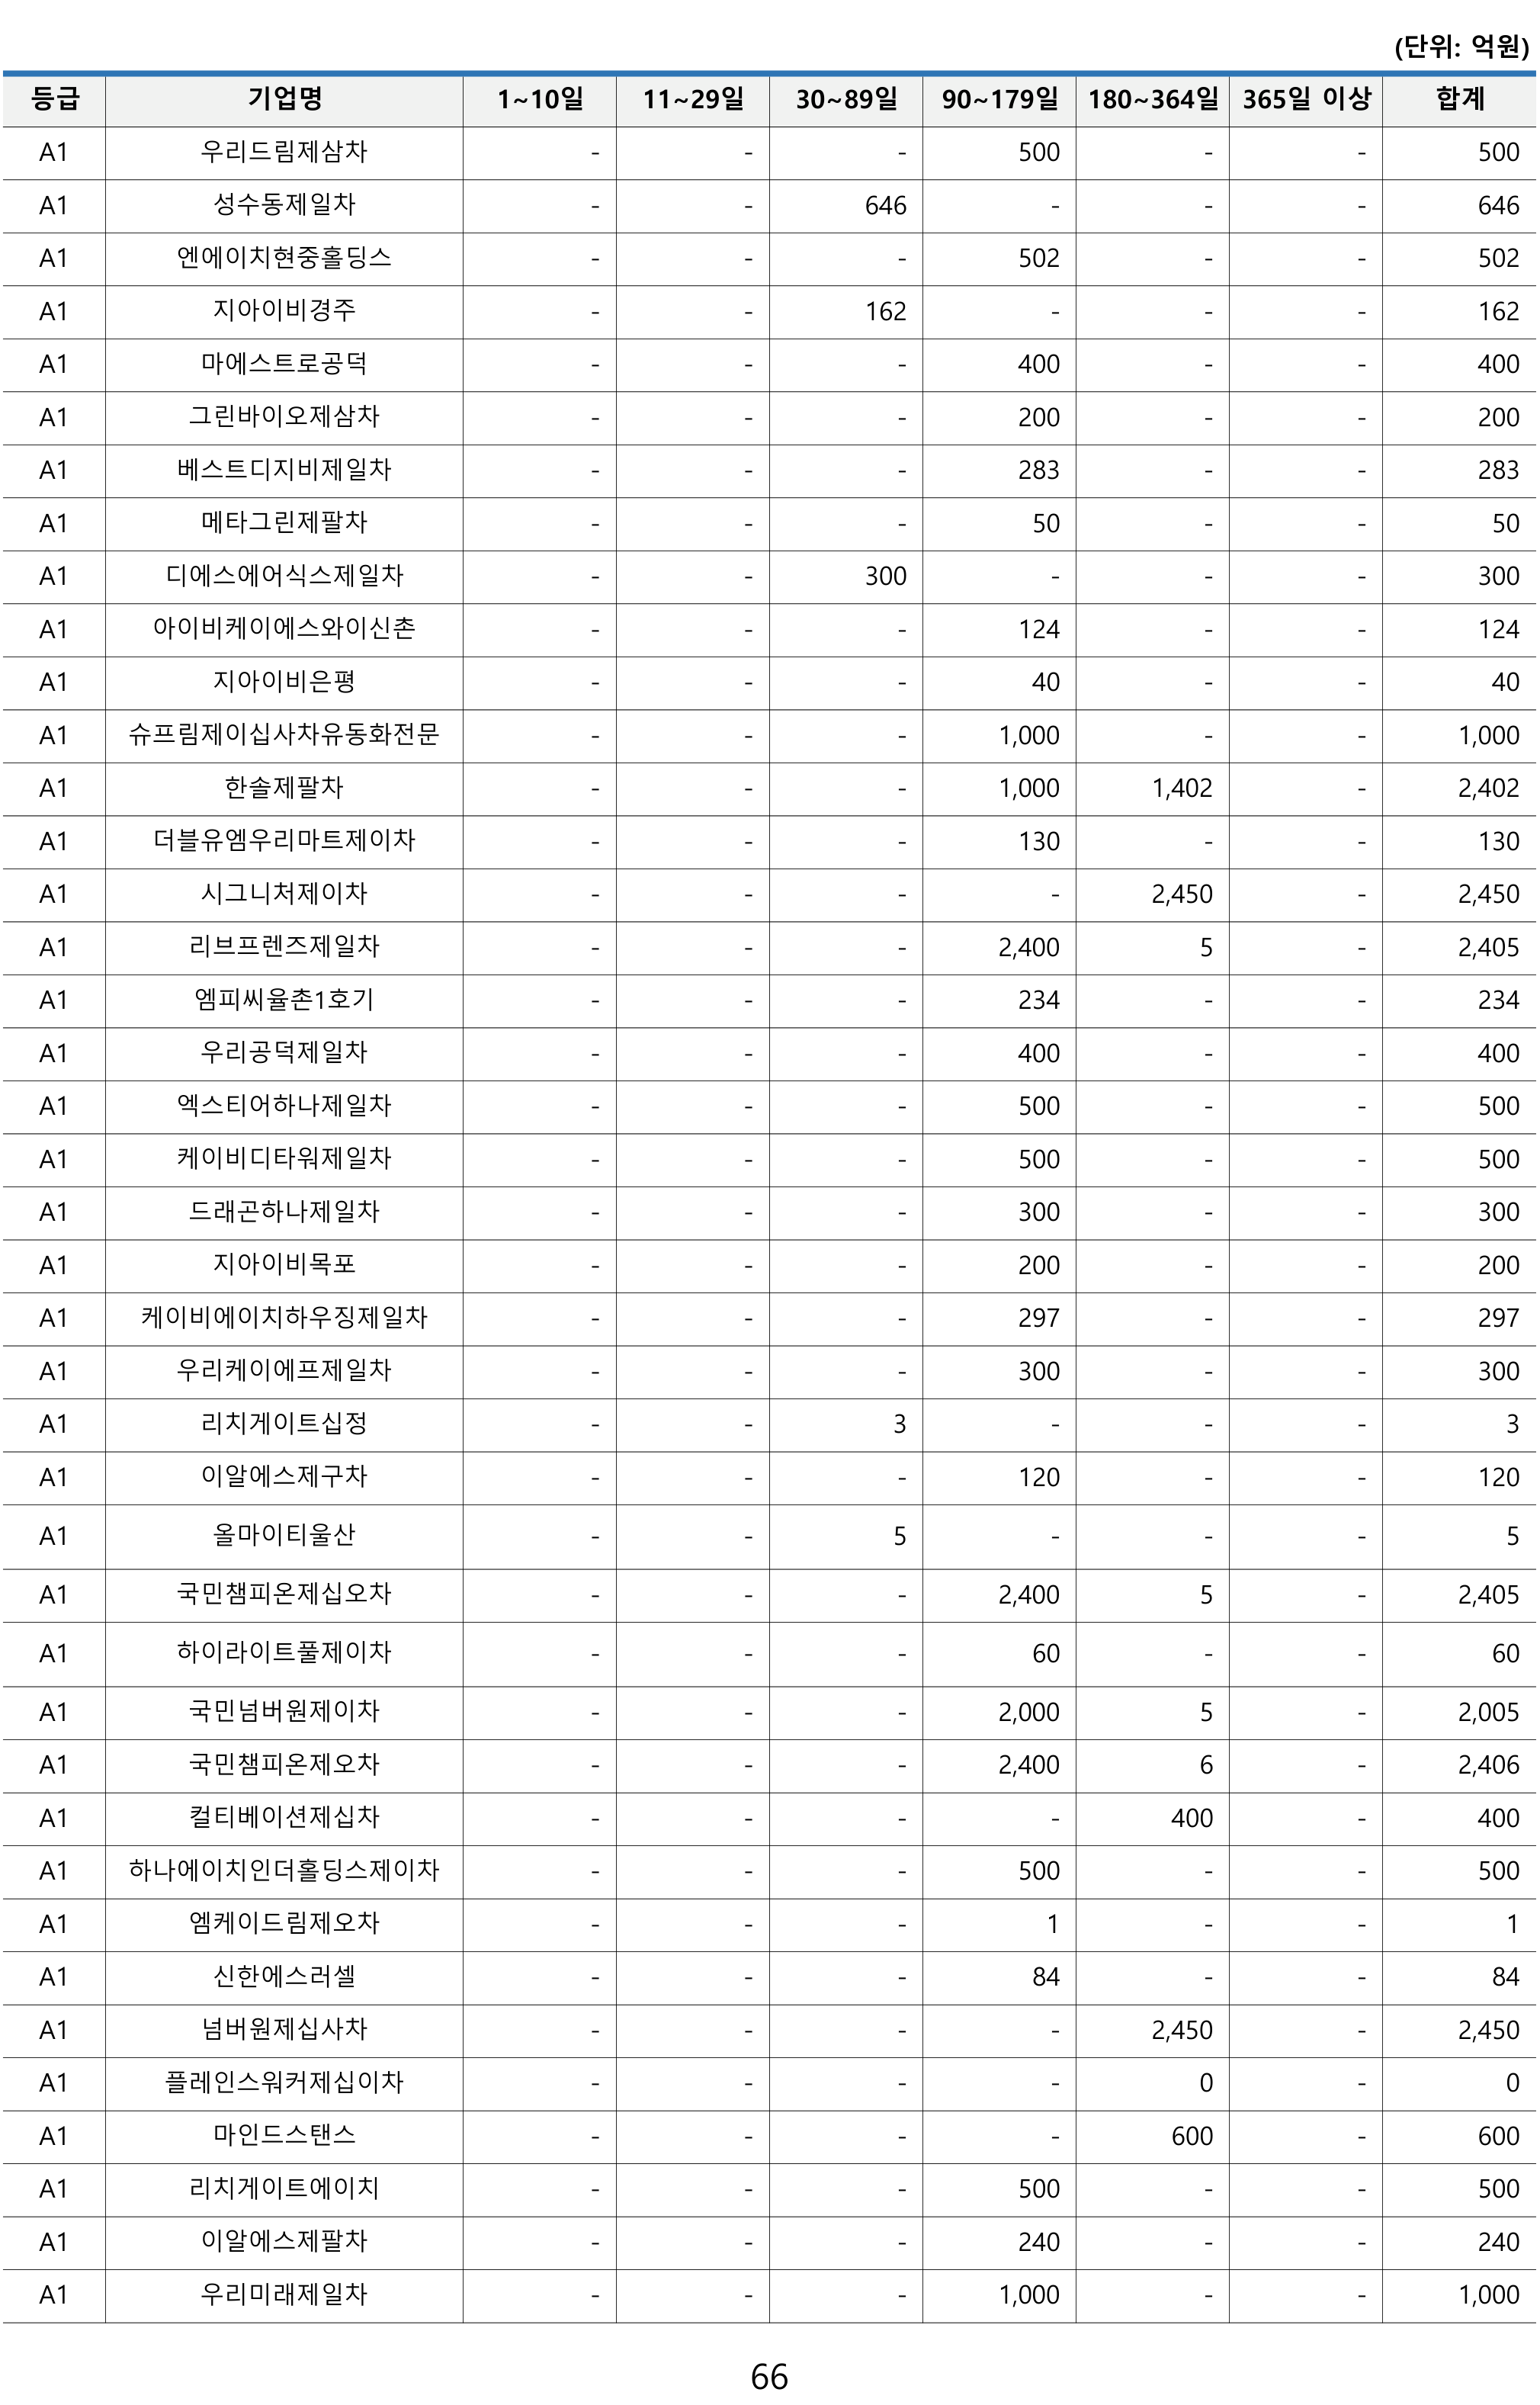 (단위: 억원)
등급 기업명 1~10일 11~29일 30~89일 90~179일 180~364일 365일 이상 합계
A1 우리드림제삼차 - - - 500 - - 500
A1 성수동제일차 - - 646 - - - 646
A1 엔에이치현중홀딩스 - - - 502 - - 502
A1 지아이비경주 - - 162 - - - 162
A1 마에스트로공덕 - - - 400 - - 400
A1 그린바이오제삼차 - - - 200 - - 200
A1 베스트디지비제일차 - - - 283 - - 283
A1 메타그린제팔차 - - - 50 - - 50
A1 디에스에어식스제일차 - - 300 - - - 300
A1 아이비케이에스와이신촌 - - - 124 - - 124
A1 지아이비은평 - - - 40 - - 40
A1 슈프림제이십사차유동화전문 - - - 1,000 - - 1,000
A1 한솔제팔차 - - - 1,000 1,402 - 2,402
A1 더블유엠우리마트제이차 - - - 130 - - 130
A1 시그니처제이차 - - - - 2,450 - 2,450
A1 리브프렌즈제일차 - - - 2,400 5 - 2,405
A1 엠피씨율촌1호기 - - - 234 - - 234
A1 우리공덕제일차 - - - 400 - - 400
A1 엑스티어하나제일차 - - - 500 - - 500
A1 케이비디타워제일차 - - - 500 - - 500
A1 드래곤하나제일차 - - - 300 - - 300
A1 지아이비목포 - - - 200 - - 200
A1 케이비에이치하우징제일차 - - - 297 - - 297
A1 우리케이에프제일차 - - - 300 - - 300
A1 리치게이트십정 - - 3 - - - 3
A1 이알에스제구차 - - - 120 - - 120
A1 올마이티울산 - - 5 - - - 5
A1 국민챔피온제십오차 - - - 2,400 5 - 2,405
A1 하이라이트풀제이차 - - - 60 - - 60
A1 국민넘버원제이차 - - - 2,000 5 - 2,005
A1 국민챔피온제오차 - - - 2,400 6 - 2,406
A1 컬티베이션제십차 - - - - 400 - 400
A1 하나에이치인더홀딩스제이차 - - - 500 - - 500
A1 엠케이드림제오차 - - - 1 - - 1
A1 신한에스러셀 - - - 84 - - 84
A1 넘버원제십사차 - - - - 2,450 - 2,450
A1 플레인스워커제십이차 - - - - 0 - 0
A1 마인드스탠스 - - - - 600 - 600
A1 리치게이트에이치 - - - 500 - - 500
A1 이알에스제팔차 - - - 240 - - 240
A1 우리미래제일차 - - - 1,000 - - 1,000
66